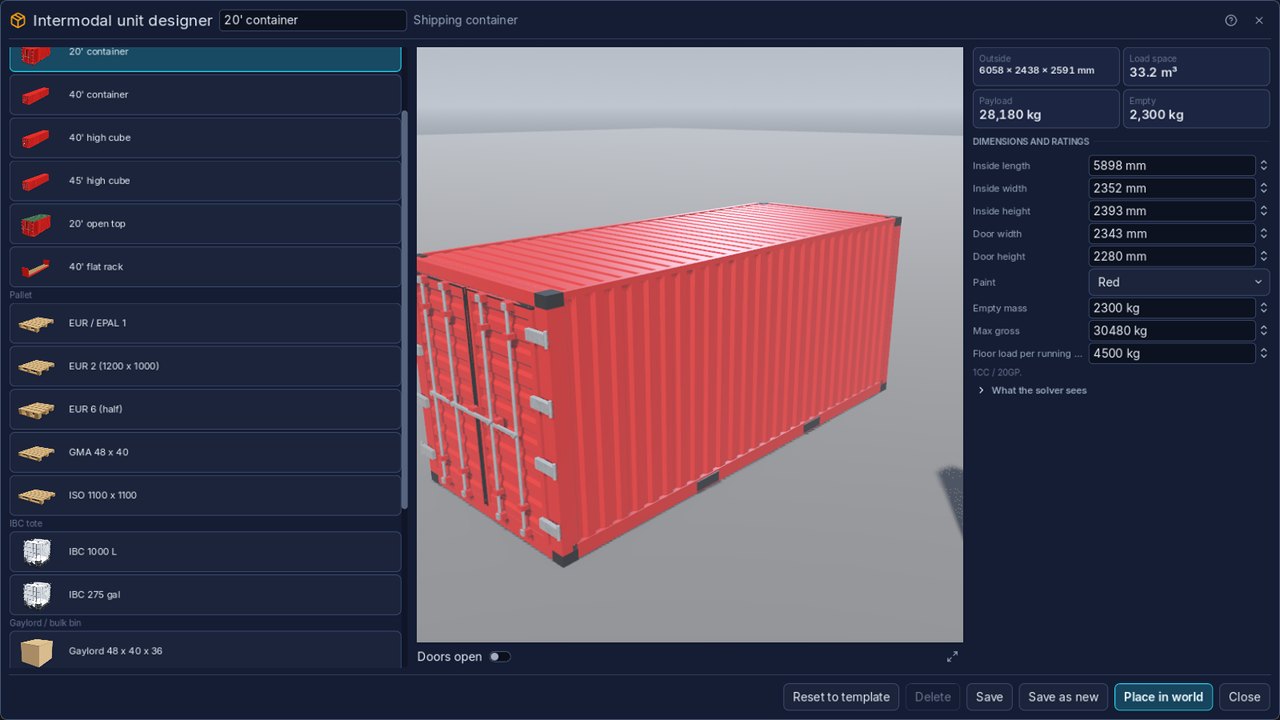 Intermodal unit designer
20' container
Shipping container
20' container
40' container
40' high cube
45' high cube
20' open top
40' flat rack
Pallet
EUR / EPAL 1
EUR 2 (1200 x 1000)
EUR 6 (half)
GMA 48 x 40
ISO 1100 x 1100
IBC tote
IBC 1000 L
IBC 275 gal
Gaylord / bulk bin
Gaylord 48 x 40 x 36
Doors open
Outside
6058 × 2438 × 2591 mm
Load space
33.2 m³
Payload
28,180 kg
Empty
2,300 kg
DIMENSIONS AND RATINGS
Inside length
5898 mm
Inside width
2352 mm
Inside height
2393 mm
Door width
2343 mm
Door height
2280 mm
Paint
Red
Empty mass
2300 kg
Max gross
30480 kg
Floor load per running ...
4500 kg
1CC / 20GP.
What the solver sees
Reset to template
Delete
Save
Save as new
Place in world
Close